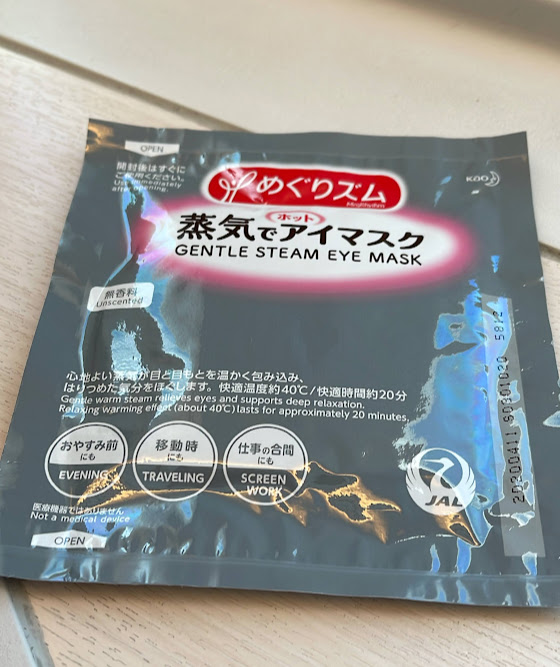 OPEN
開封後はすぐに
ご使用ください。
Use immediately
after opening.
めぐりズム
MegRhythm
KAO
ホット
蒸気でアイマスク
GENTLE STEAM EYE MASK
無香料
Unscented
心地よい蒸気が目と目もとを温かく包み込み、
はりつめた気分をほぐします。快適温度約40℃/快適時間約20分
Gentle warm steam relieves eyes and supports deep relaxation.
Relaxing warming effect (about 40℃) lasts for approximately 20 minutes.
おやすみ前
にも
EVENING
移動時
にも
TRAVELING
仕事の合間
にも
SCREEN
WORK
JAL
医療機器ではありません
Not a medical device
OPEN
20200411 5812